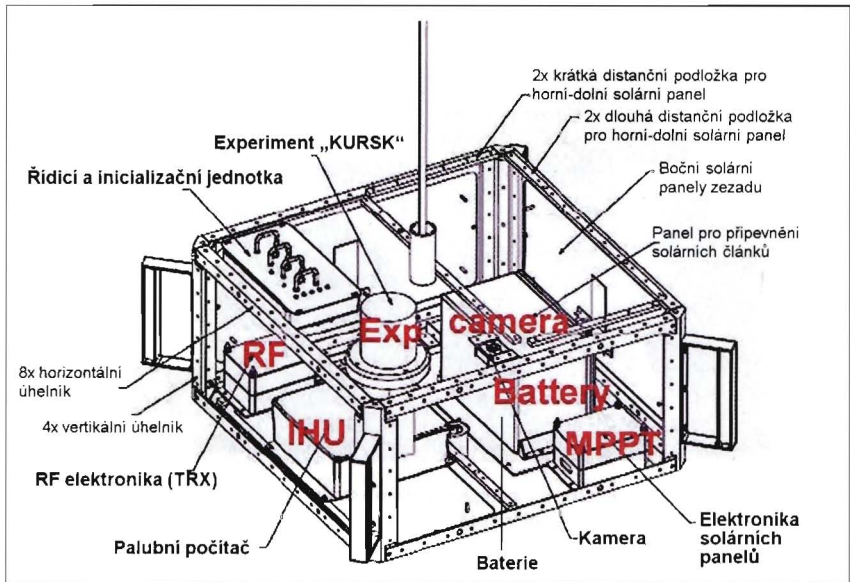 2x krátká distanční podložka pro
horní-dolní solární panel
2x dlouhá distanční podložka
pro horní-dolní solární panel
Experiment „KURSK“
Řídicí a inicializační jednotka
Boční solární
panely zezadu
Panel pro připevnění
solárních článků
Exp
camera
RF
8x horizontální
úhelník
Battery
4x vertikální úhelník
IHU
MPPT
RF elektronika (TRX)
Palubní počítač
Baterie
Kamera
Elektronika
solárních
panelů